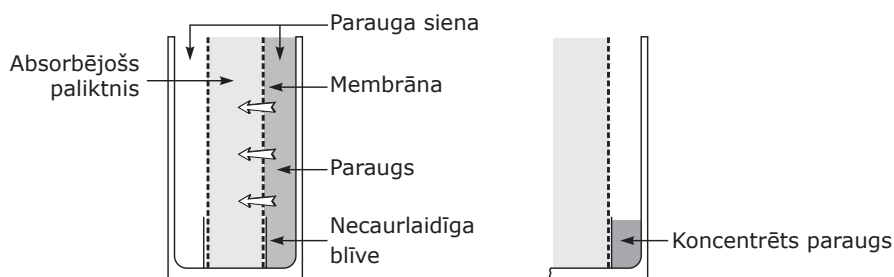 Parauga siena
Absorbējošs
paliktnis
Membrāna
Paraugs
Necaurlaidīga
blīve
Koncentrēts paraugs